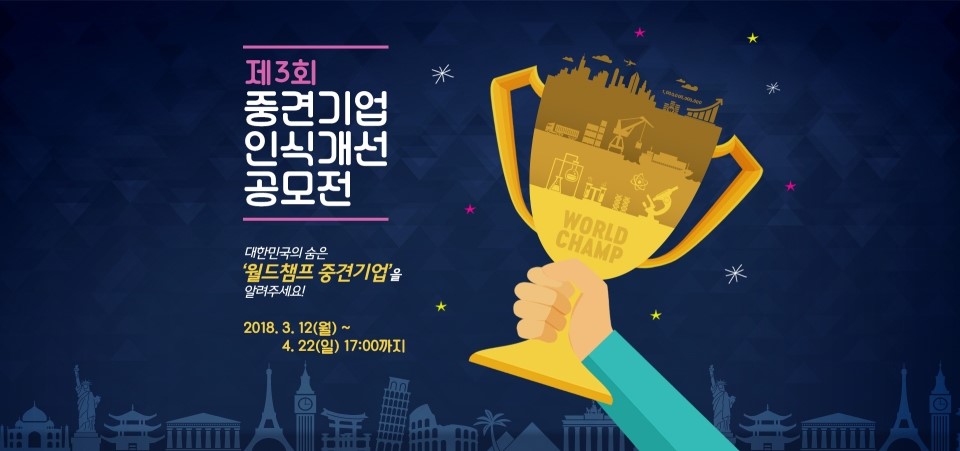 제3회
중견기업
인식개선
공모전
대한민국의 숨은
'월드챔프 중견기업'을
알려주세요!
2018. 3. 12(월) ~
4. 22(일) 17:00까지
WORLD
CHAMP